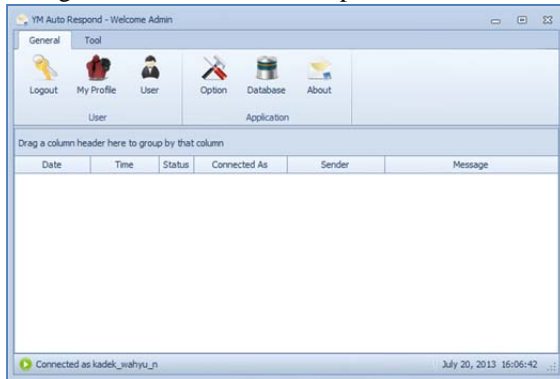 YM Auto Respond - Welcome Admin
General Tool
Logout My Profile User Option Database About
User Application
Drag a column header here to group by that column
Date Time Status Connected As Sender Message
Connected as kadek_wahyu_n July 20, 2013 16:06:42